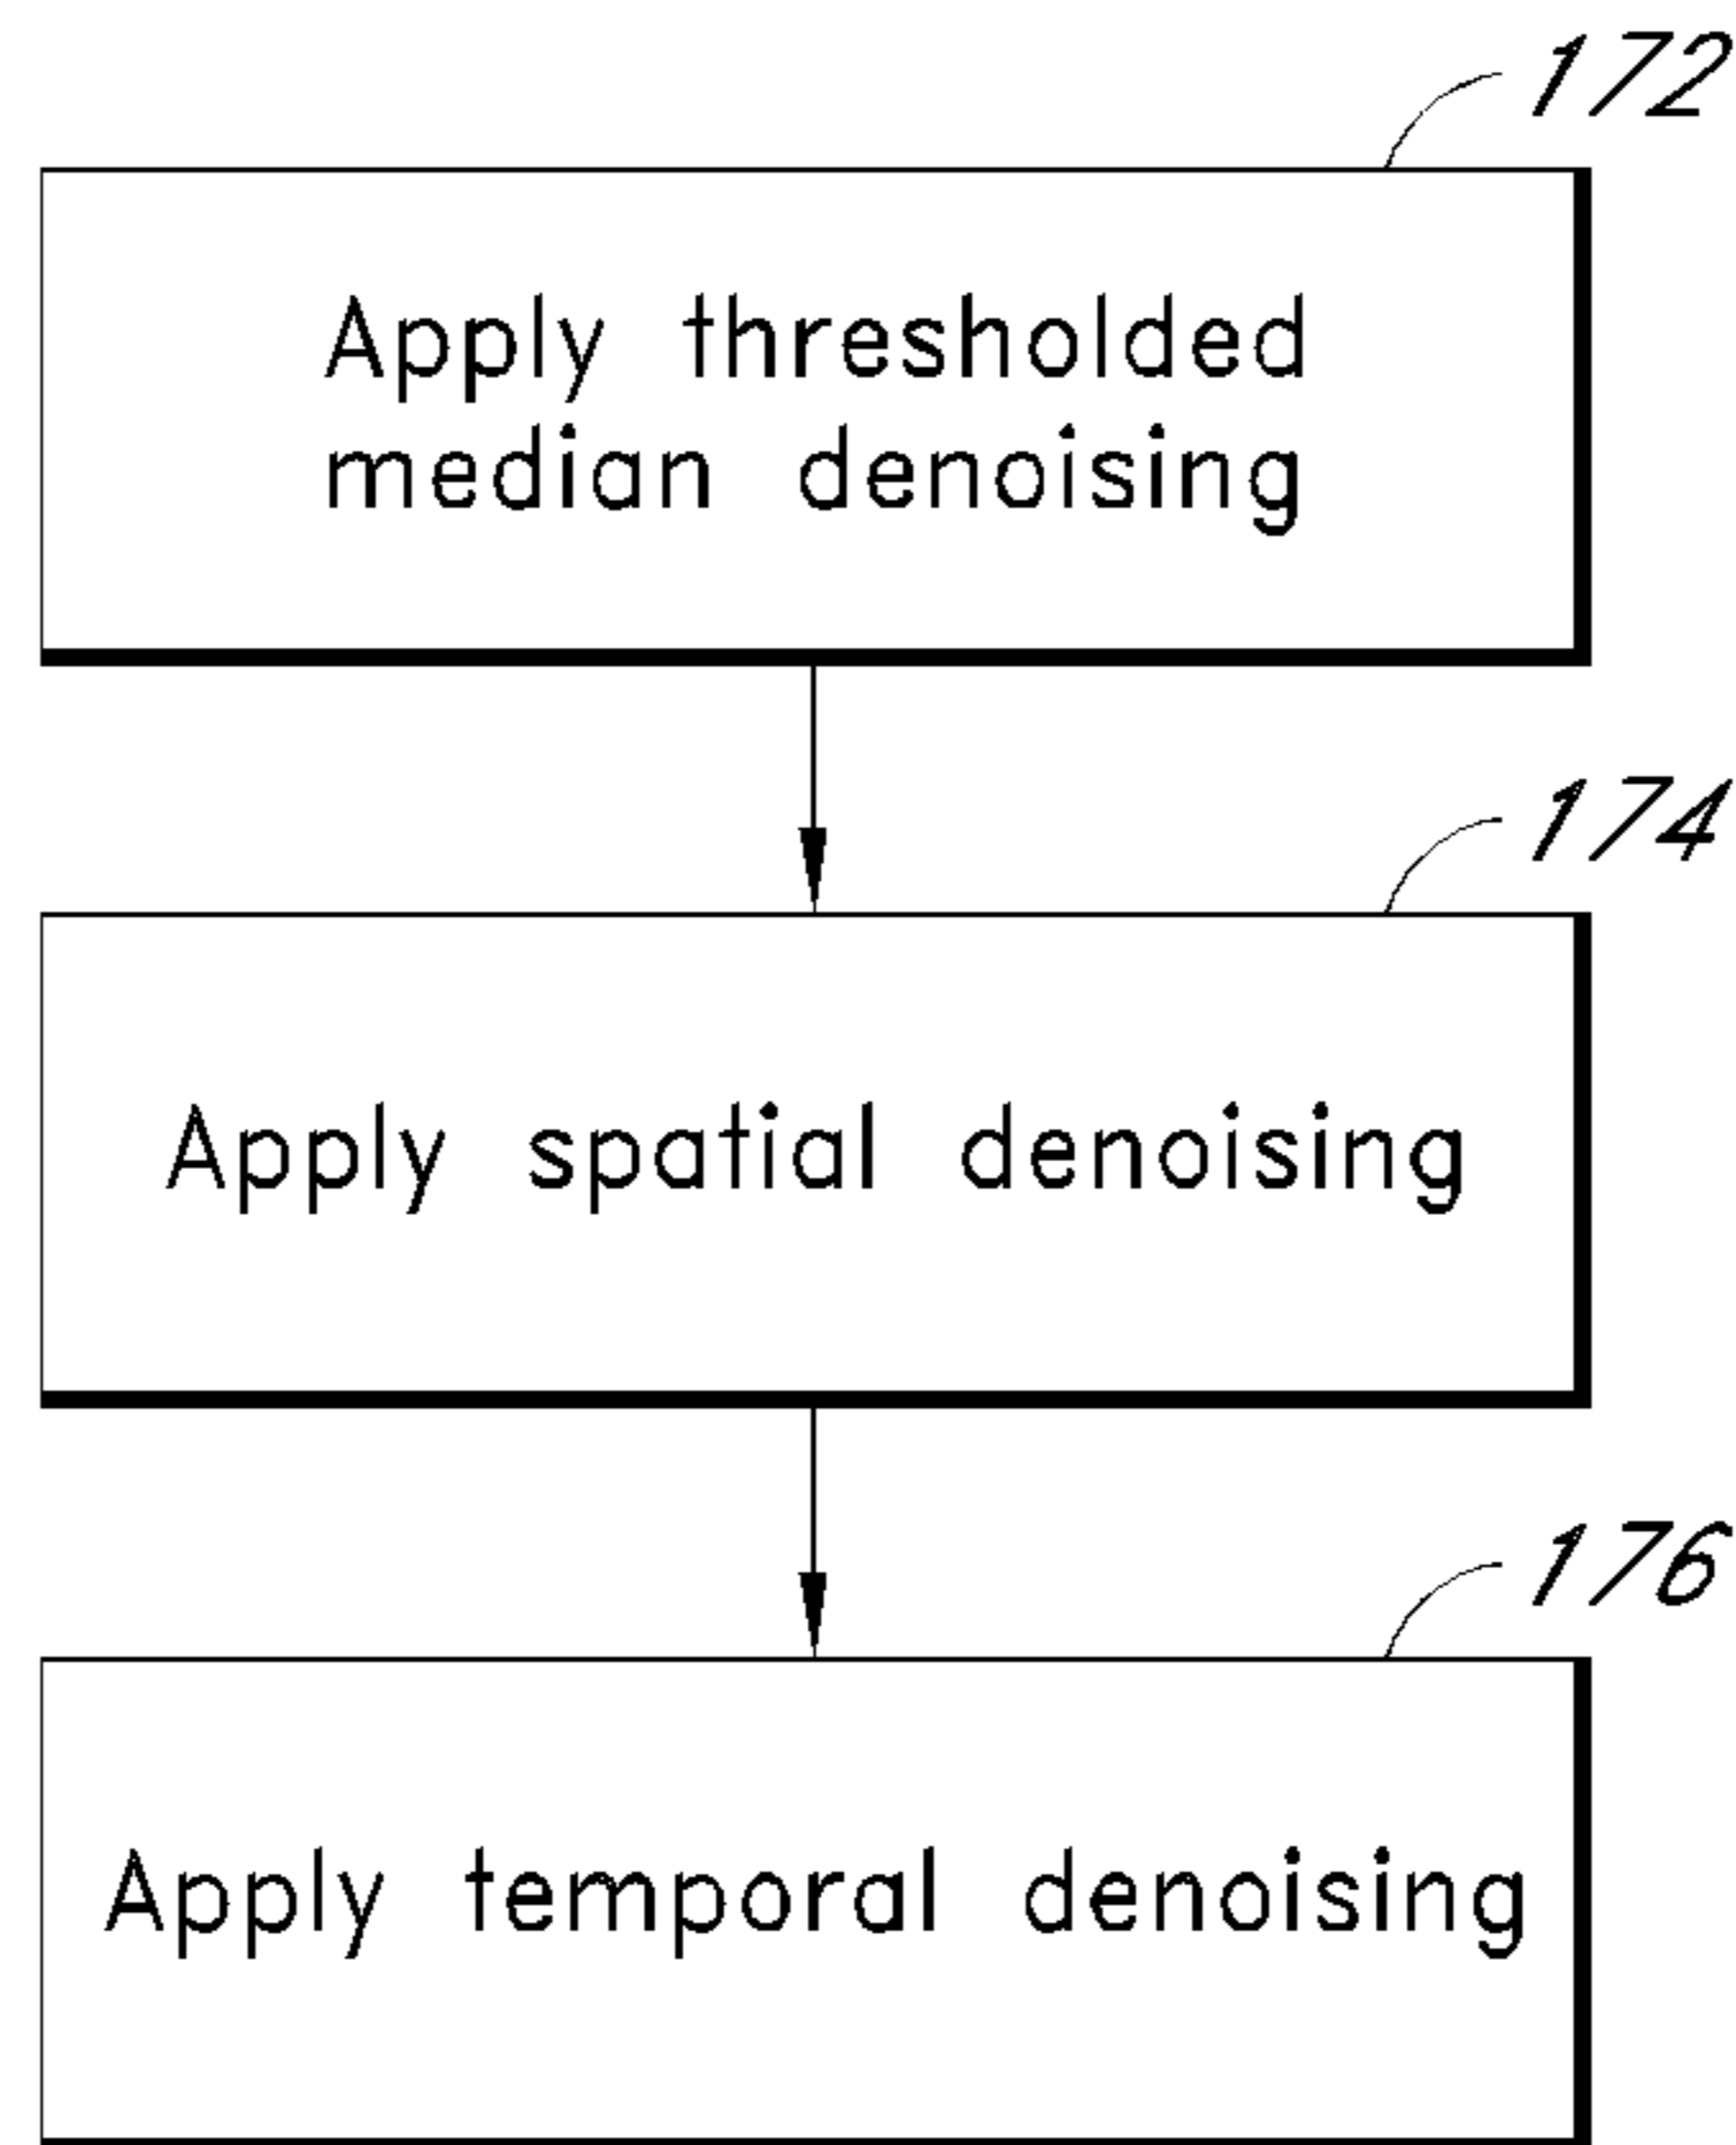 172
Apply thresholded
median denoising
174
Apply spatial denoising
176
Apply temporal denoising